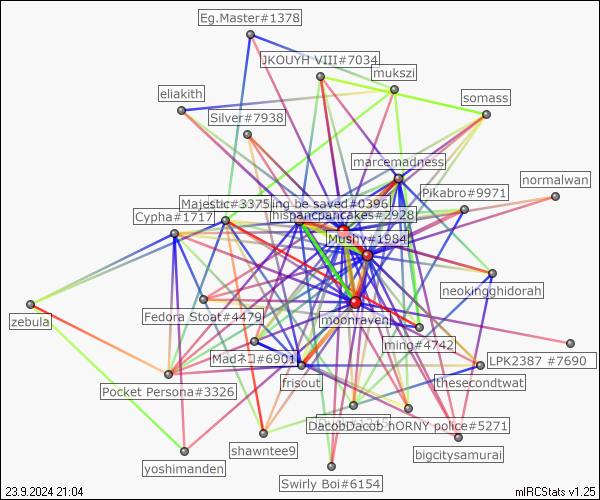 Eg.Master#1378
JKOUYH VIII#7034
mukszi
eliakith
somass
Silver#7938
marcemadness
normalwan
Pikabro#9971
Majestic#3375
ing be saved#0396
Cypha#1717
hispancpancakes#2928
Mushy#1984
neokingghidorah
zebula
Fedora Stoat#4479
moonraven
ming#4742
Madネコ#6901
LPK2387 #7690
frisout
thesecondtwat
Pocket Persona#3326
DacobDacob
hORNY police#5271
shawntee9
bigcitysamurai
yoshimanden
Swirly Boi#6154
23.9.2024 21:04
mIRCStats v1.25